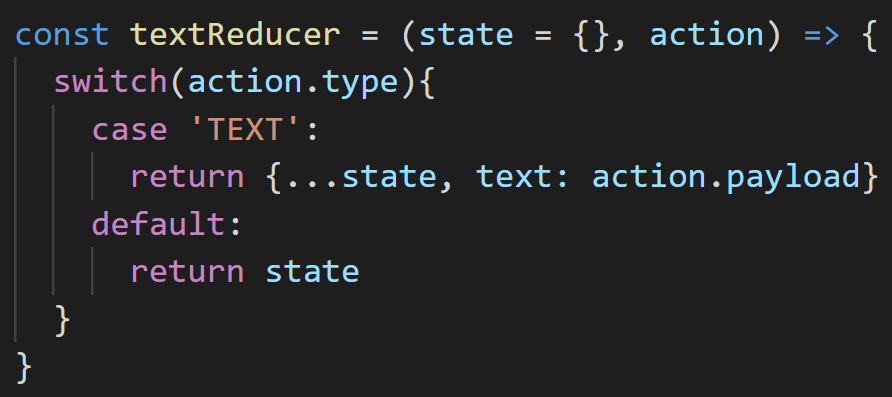 const textReducer = (state = {}, action) => {
switch(action.type){
case 'TEXT':
return {...state, text: action.payload}
default:
return state
}
}